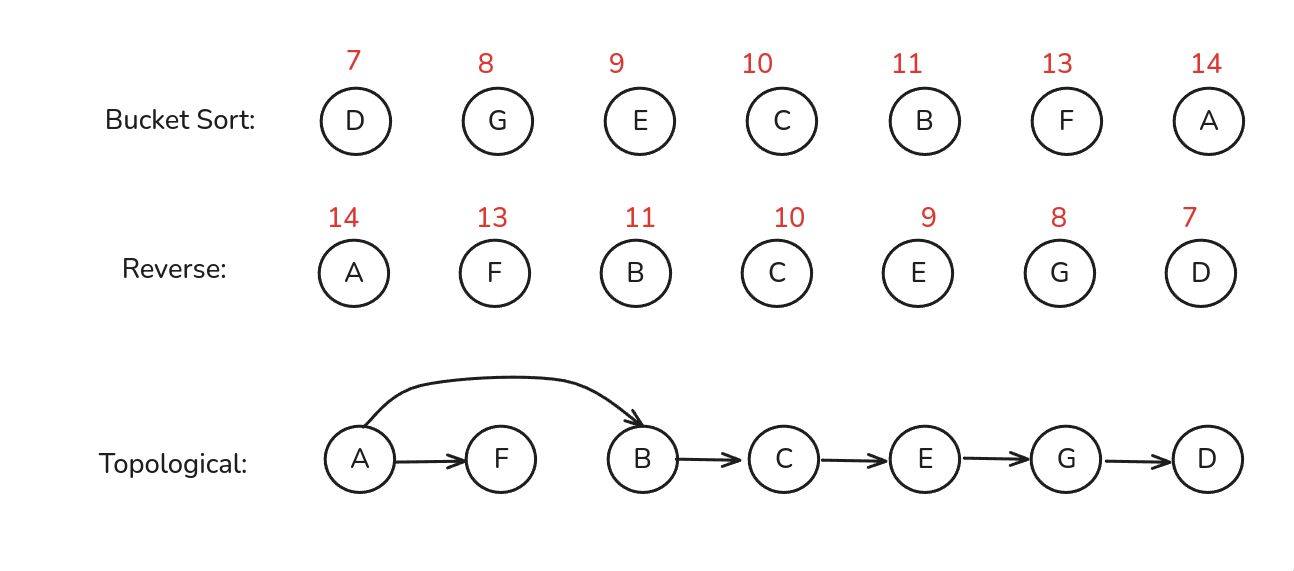 7 8 9 10 11 13 14
Bucket Sort: D G E C B F A
14 13 11 10 9 8 7
Reverse: A F B C E G D
Topological: A F B C E G D